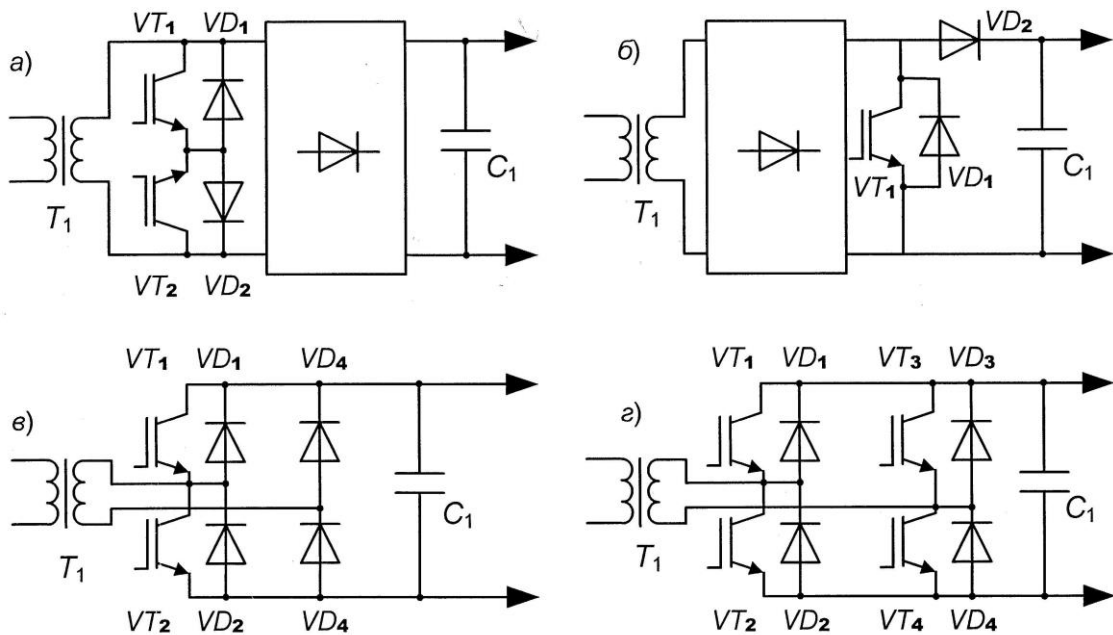 а)
VT1 VD1
T1
VT2 VD2
C1
б)
VD2
T1
VT1
VD1
C1
в)
VT1 VD1 VD4
T1
VT2 VD2 VD4
C1
г)
VT1 VD1 VT3 VD3
T1
VT2 VD2 VT4 VD4
C1